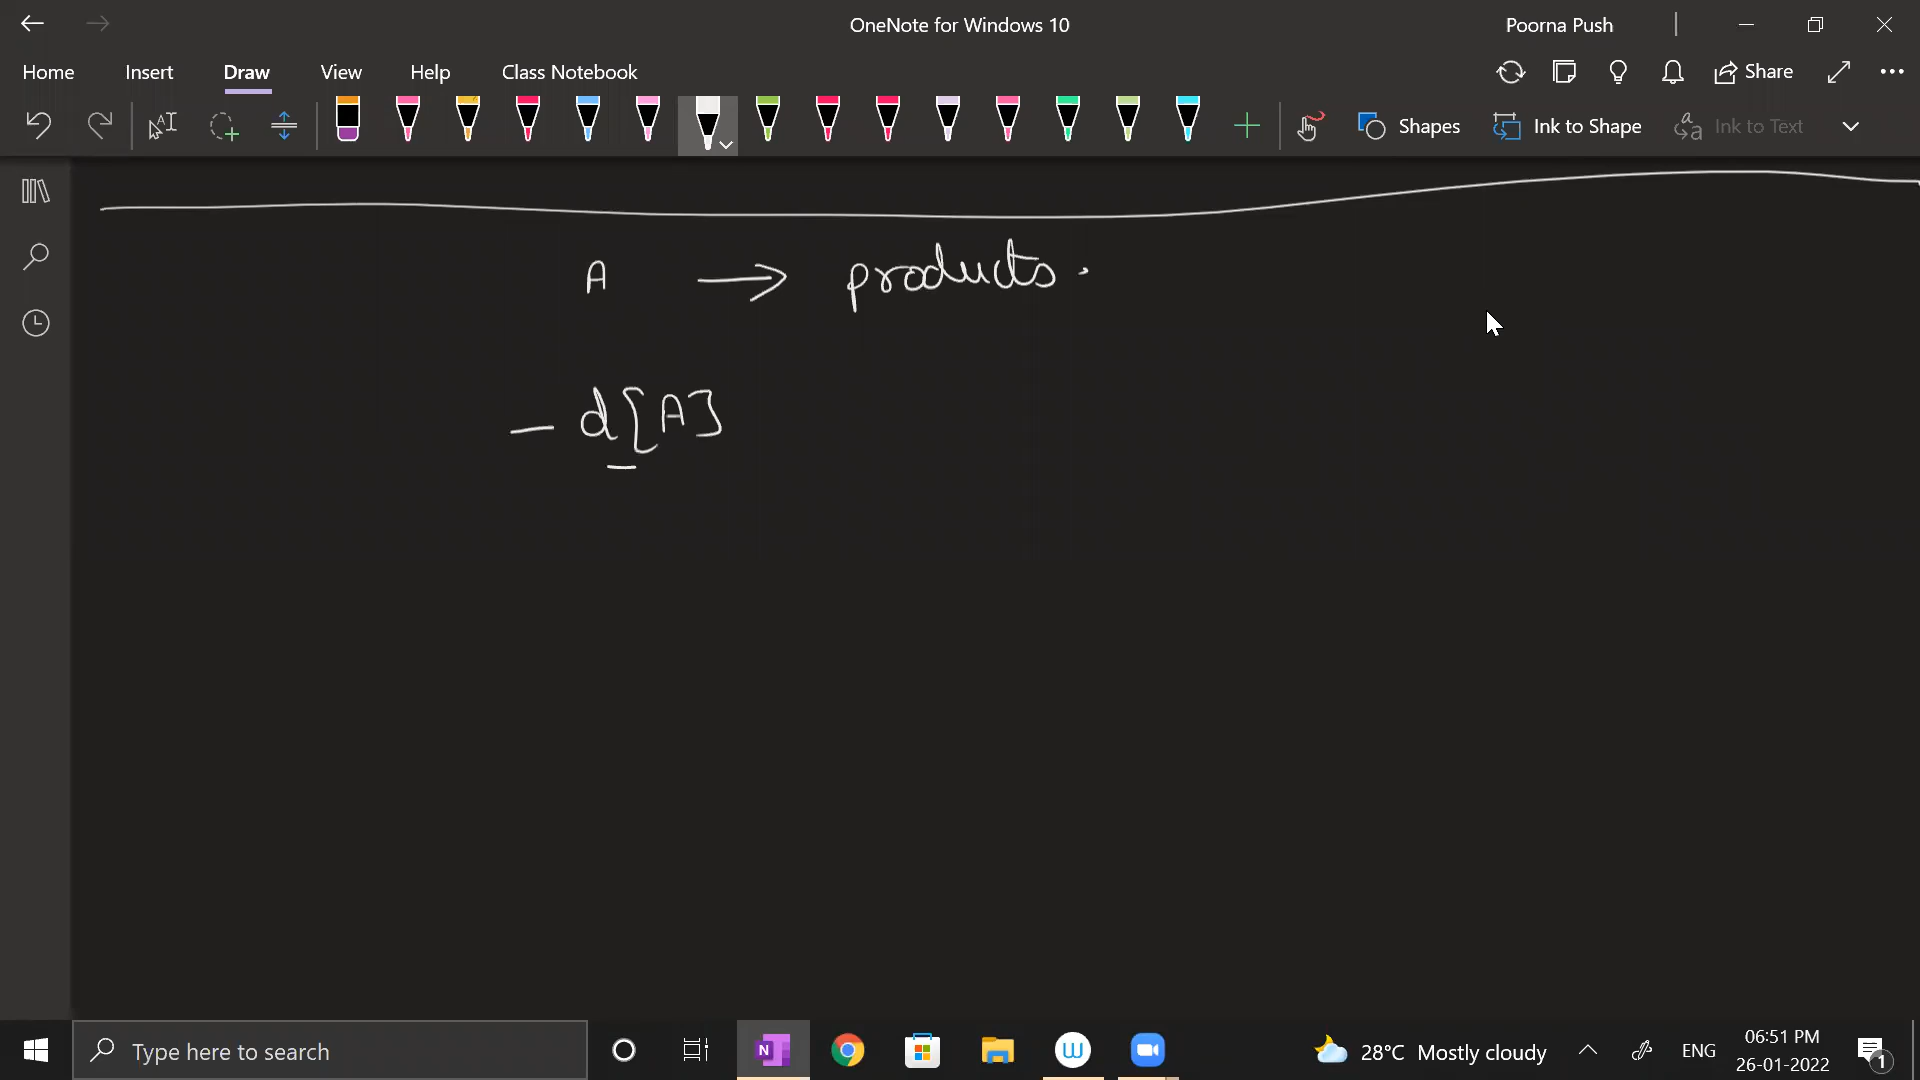 OneNote for Windows 10
Poorna Push
Home Insert Draw View Help Class Notebook
Share
Shapes Ink to Shape Ink to Text
A → products.
- d[A]
N
Type here to search
28°C Mostly cloudy
ENG
06:51 PM
26-01-2022
1